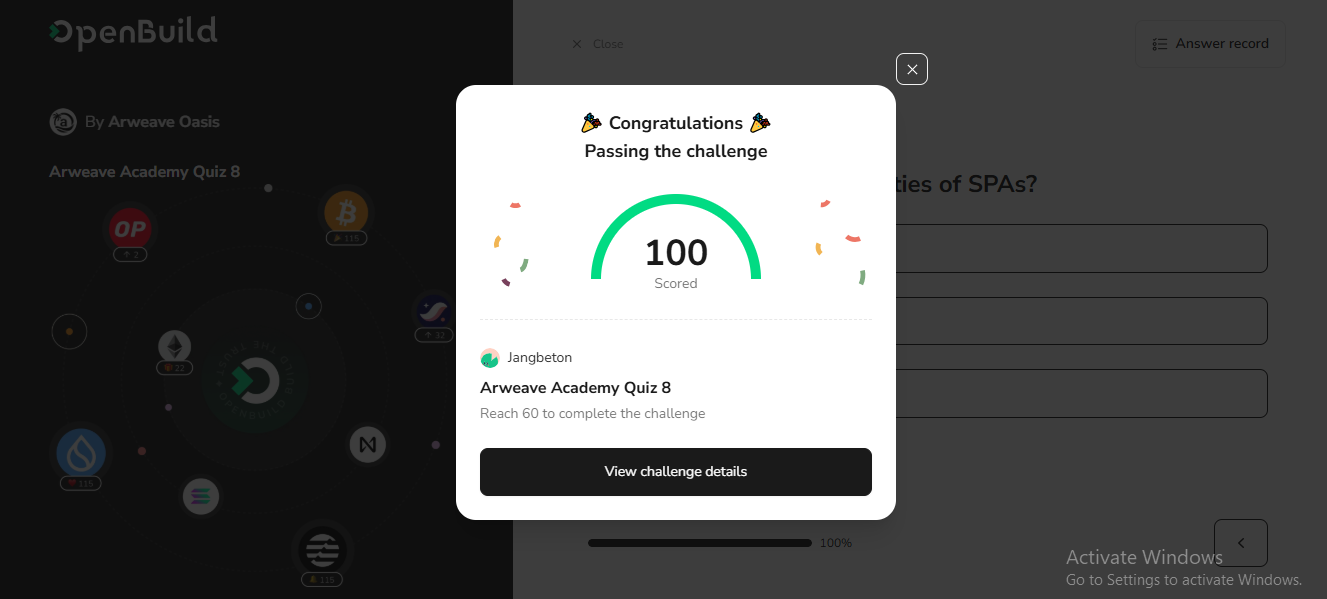 OpenBuild
Close
Answer record
By Arweave Oasis
Arweave Academy Quiz 8
ties of SPAs?
OP
2
115
32
22
115
115
Congratulations
Passing the challenge
100
Scored
Jangbeton
Arweave Academy Quiz 8
Reach 60 to complete the challenge
View challenge details
100%
Activate Windows
Go to Settings to activate Windows.